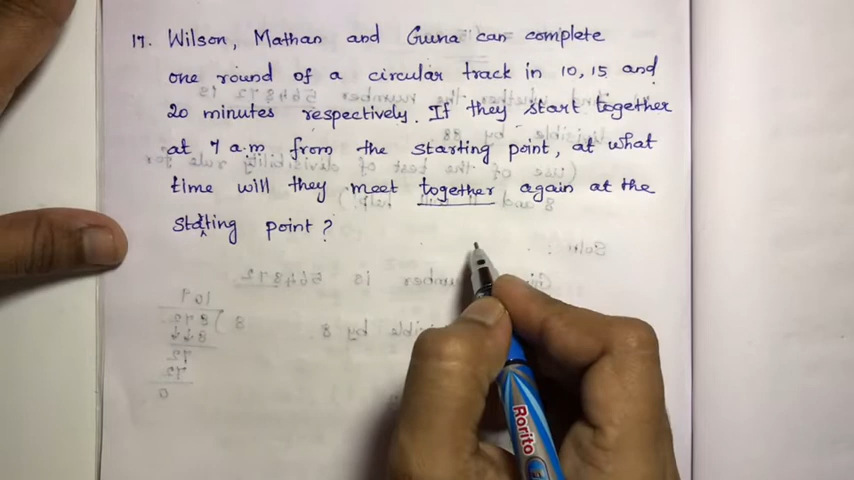 17. Wilson, Mathan and Guna can complete
one round of a circular track in 10, 15 and
20 minutes respectively. If they start together
at 7 a.m from the starting point, at what
time will they meet together again at the
starting point?
Rorito